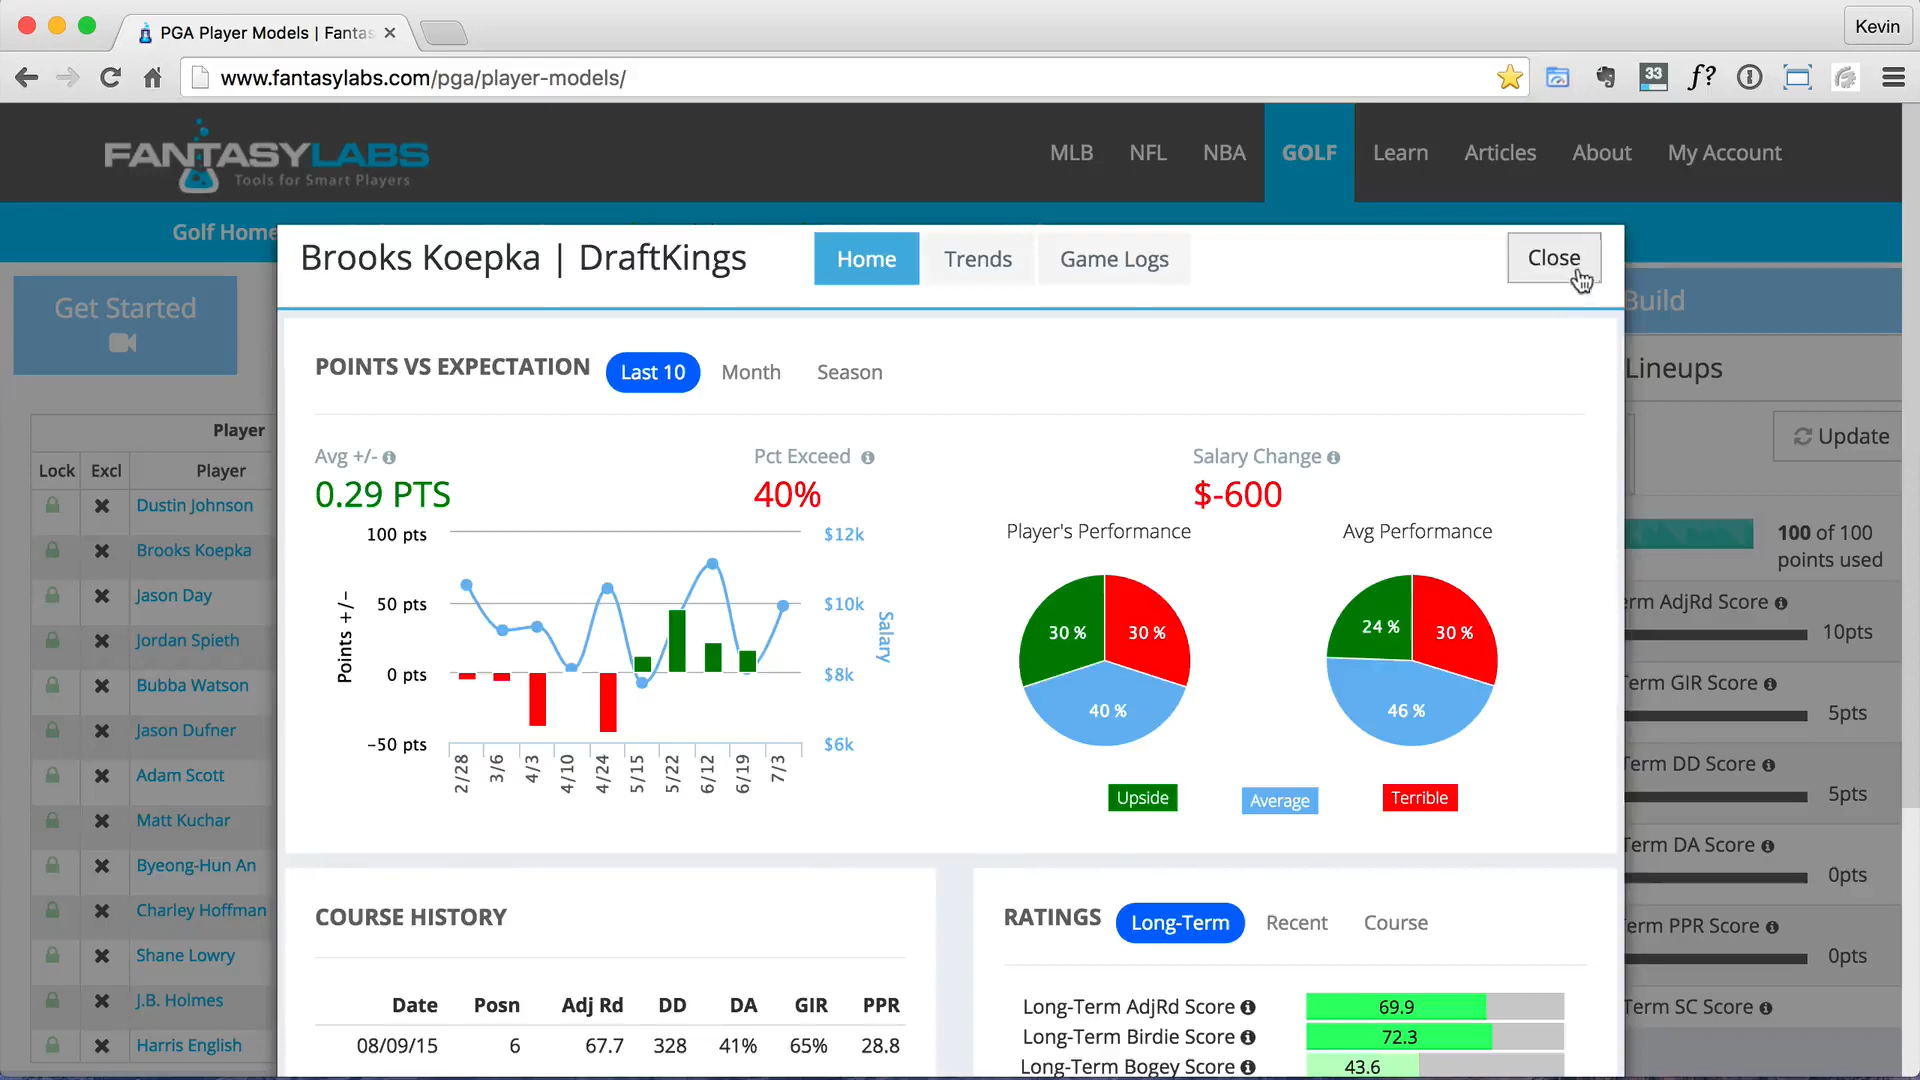 PGA Player Models | Fantas
Kevin
www.fantasylabs.com/pga/player-models/
33
f?
FANTASYLABS
Tools for Smart Players
MLB
NFL
NBA
GOLF
Learn
Articles
About
My Account
Golf Home
Brooks Koepka | DraftKings
Home
Trends
Game Logs
Close
Get Started
Build
POINTS VS EXPECTATION
Last 10
Month
Season
Lineups
Update
Player
Lock
Excl
Player
Dustin Johnson
Brooks Koepka
Jason Day
Jordan Spieth
Bubba Watson
Jason Dufner
Adam Scott
Matt Kuchar
Byeong-Hun An
Charley Hoffman
Shane Lowry
J.B. Holmes
Harris English
Avg +/-
0.29 PTS
Pct Exceed
40%
Salary Change
$-600
100 pts
50 pts
0 pts
-50 pts
Points +/-
$12k
$10k
$8k
$6k
Salary
2/28
3/6
4/3
4/10
4/24
5/15
5/22
6/12
6/19
7/3
Player's Performance
30 %
30 %
40 %
Avg Performance
24 %
30 %
46 %
Upside
Average
Terrible
100 of 100
points used
erm AdjRd Score
10pts
Term GIR Score
5pts
Term DD Score
5pts
Term DA Score
0pts
erm PPR Score
0pts
Term SC Score
COURSE HISTORY
Date Posn Adj Rd DD DA GIR PPR
08/09/15 6 67.7 328 41% 65% 28.8
RATINGS
Long-Term
Recent
Course
Long-Term AdjRd Score 69.9
Long-Term Birdie Score 72.3
Long-Term Bogey Score 43.6